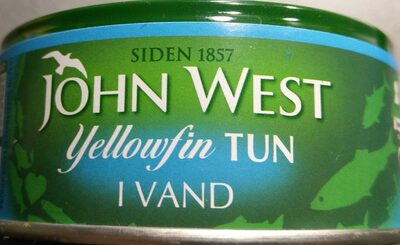 SIDEN 1857
JOHN WEST
Yellowfin TUN
I VAND